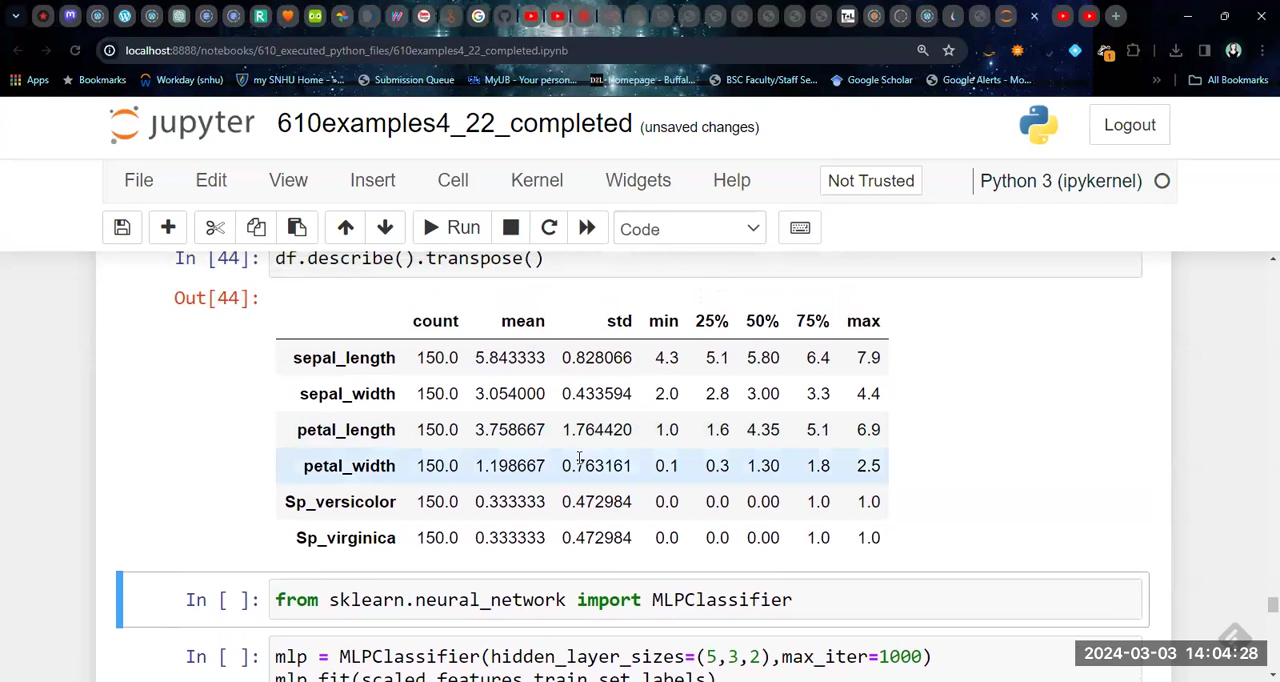 localhost:8888/notebooks/610_executed_python_files/610examples4_22_completed.ipynb
Apps Bookmarks Workday (snhu) my SNHU Home - ... Submission Queue MyUB - Your person... D2L Homepage - Buffal... BSC Faculty/Staff Se... Google Scholar Google Alerts - Mo... » All Bookmarks
jupyter 610examples4_22_completed (unsaved changes) Logout
File Edit View Insert Cell Kernel Widgets Help Not Trusted Python 3 (ipykernel)
Run Code
In [44]: df.describe().transpose()
Out[44]:
count mean std min 25% 50% 75% max
sepal_length 150.0 5.843333 0.828066 4.3 5.1 5.80 6.4 7.9
sepal_width 150.0 3.054000 0.433594 2.0 2.8 3.00 3.3 4.4
petal_length 150.0 3.758667 1.764420 1.0 1.6 4.35 5.1 6.9
petal_width 150.0 1.198667 0.763161 0.1 0.3 1.30 1.8 2.5
Sp_versicolor 150.0 0.333333 0.472984 0.0 0.0 0.00 1.0 1.0
Sp_virginica 150.0 0.333333 0.472984 0.0 0.0 0.00 1.0 1.0
In [ ]: from sklearn.neural_network import MLPClassifier
In [ ]: mlp = MLPClassifier(hidden_layer_sizes=(5,3,2),max_iter=1000)
mlp.fit(scaled_features_train_set,labels)
2024-03-03 14:04:28